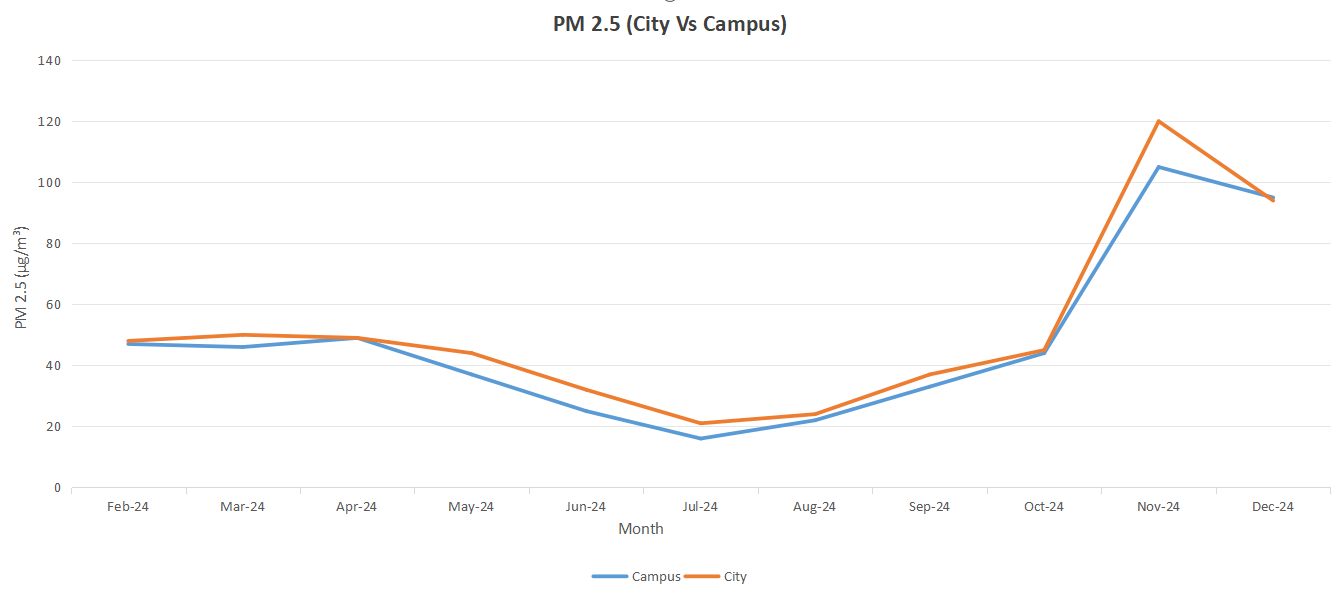 PM 2.5 (City Vs Campus)
140
120
100
80
60
40
20
0
PM 2.5 (µg/m³)
Feb-24 Mar-24 Apr-24 May-24 Jun-24 Jul-24 Aug-24 Sep-24 Oct-24 Nov-24 Dec-24
Month
Campus City